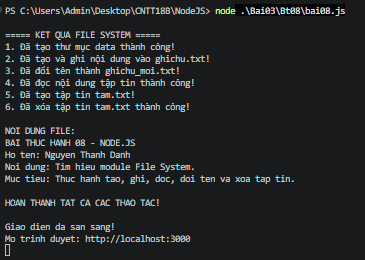 PS C:\Users\Admin\Desktop\CNTT18B\NodeJS> node .\Bai03\Bt08\bai08.js
===== KET QUA FILE SYSTEM =====
1. Đã tạo thư mục data thành công!
2. Đã tạo và ghi nội dung vào ghichu.txt!
3. Đã đổi tên thành ghichu_moi.txt!
4. Đã đọc nội dung tập tin thành công!
5. Đã tạo tập tin tam.txt!
6. Đã xóa tập tin tam.txt thành công!
NOI DUNG FILE:
BAI THUC HANH 08 - NODE.JS
Ho ten: Nguyen Thanh Danh
Noi dung: Tim hieu module File System.
Muc tieu: Thuc hanh tao, ghi, doc, doi ten va xoa tap tin.
HOAN THANH TAT CA CAC THAO TAC!
Giao dien da san sang!
Mo trinh duyet: http://localhost:3000